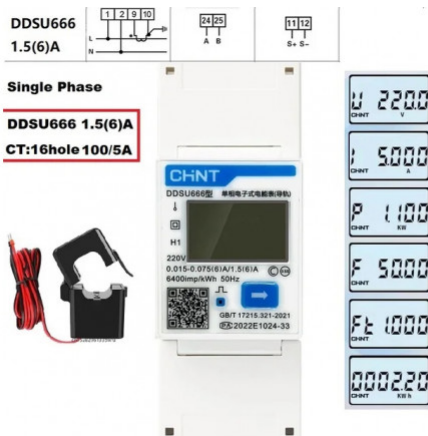 DDSU666
1.5(6)A
1 2 9 10
L
N
24 25
A B
11 12
S+ S-
Single Phase
DDSU666 1.5(6)A
CT:16hole 100/5A
CHNT
DDSU666型 单相电子式电能表(导轨)
H1
220V
0.015-0.075(6)A/1.5(6)A
6400imp/kWh 50Hz
GB/T 17215.321-2021
2022E1024-33
U 220.0
CHNT V
I 5.000
CHNT A
P 1.100
CHNT KW
F 50.00
CHNT
Ft 1.000
CHNT
0002.20
CHNT KWh